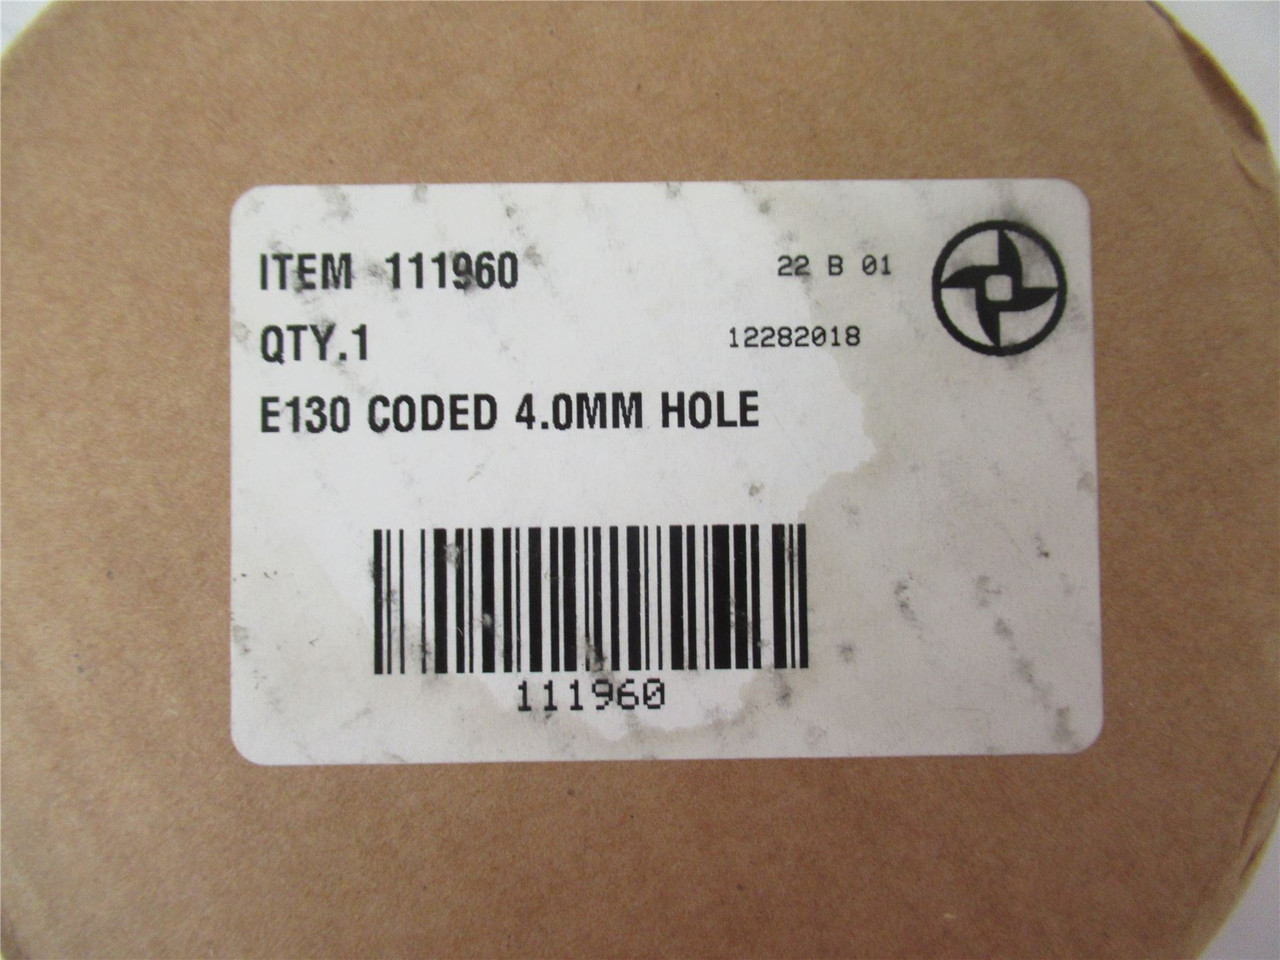 ITEM 111960
22 B 01
QTY.1
12282018
E130 CODED 4.0MM HOLE
111960